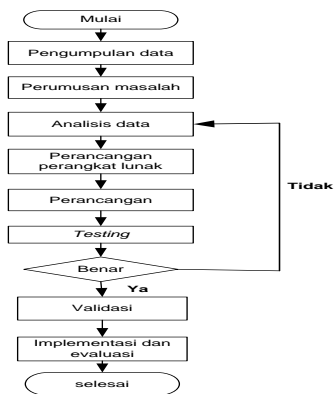 Mulai
Pengumpulan data
Perumusan masalah
Analisis data
Perancangan
perangkat lunak
Tidak
Perancangan
Testing
Benar
Ya
Validasi
Implementasi dan
evaluasi
selesai